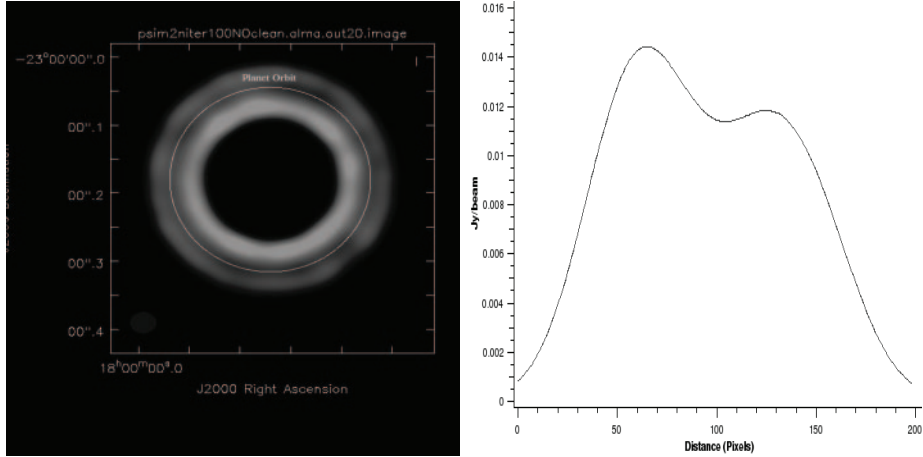 psim2niter100NOclean.alma.out20.image
I
Planet Orbit
−23°00'00".0
00".1
00".2
00".3
00".4
18ʰ00ᵐ00ˢ.0
J2000 Right Ascension
0.016
0.014
0.012
0.01
0.008
0.006
0.004
0.002
0
Jy/beam
0
50
100
150
200
Distance (Pixels)